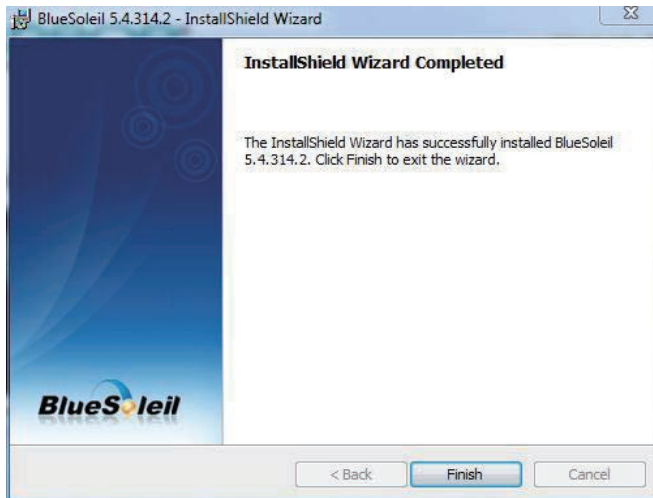 BlueSoleil 5.4.314.2 - InstallShield Wizard
InstallShield Wizard Completed
The InstallShield Wizard has successfully installed BlueSoleil
5.4.314.2. Click Finish to exit the wizard.
BlueSoleil
< Back
Finish
Cancel